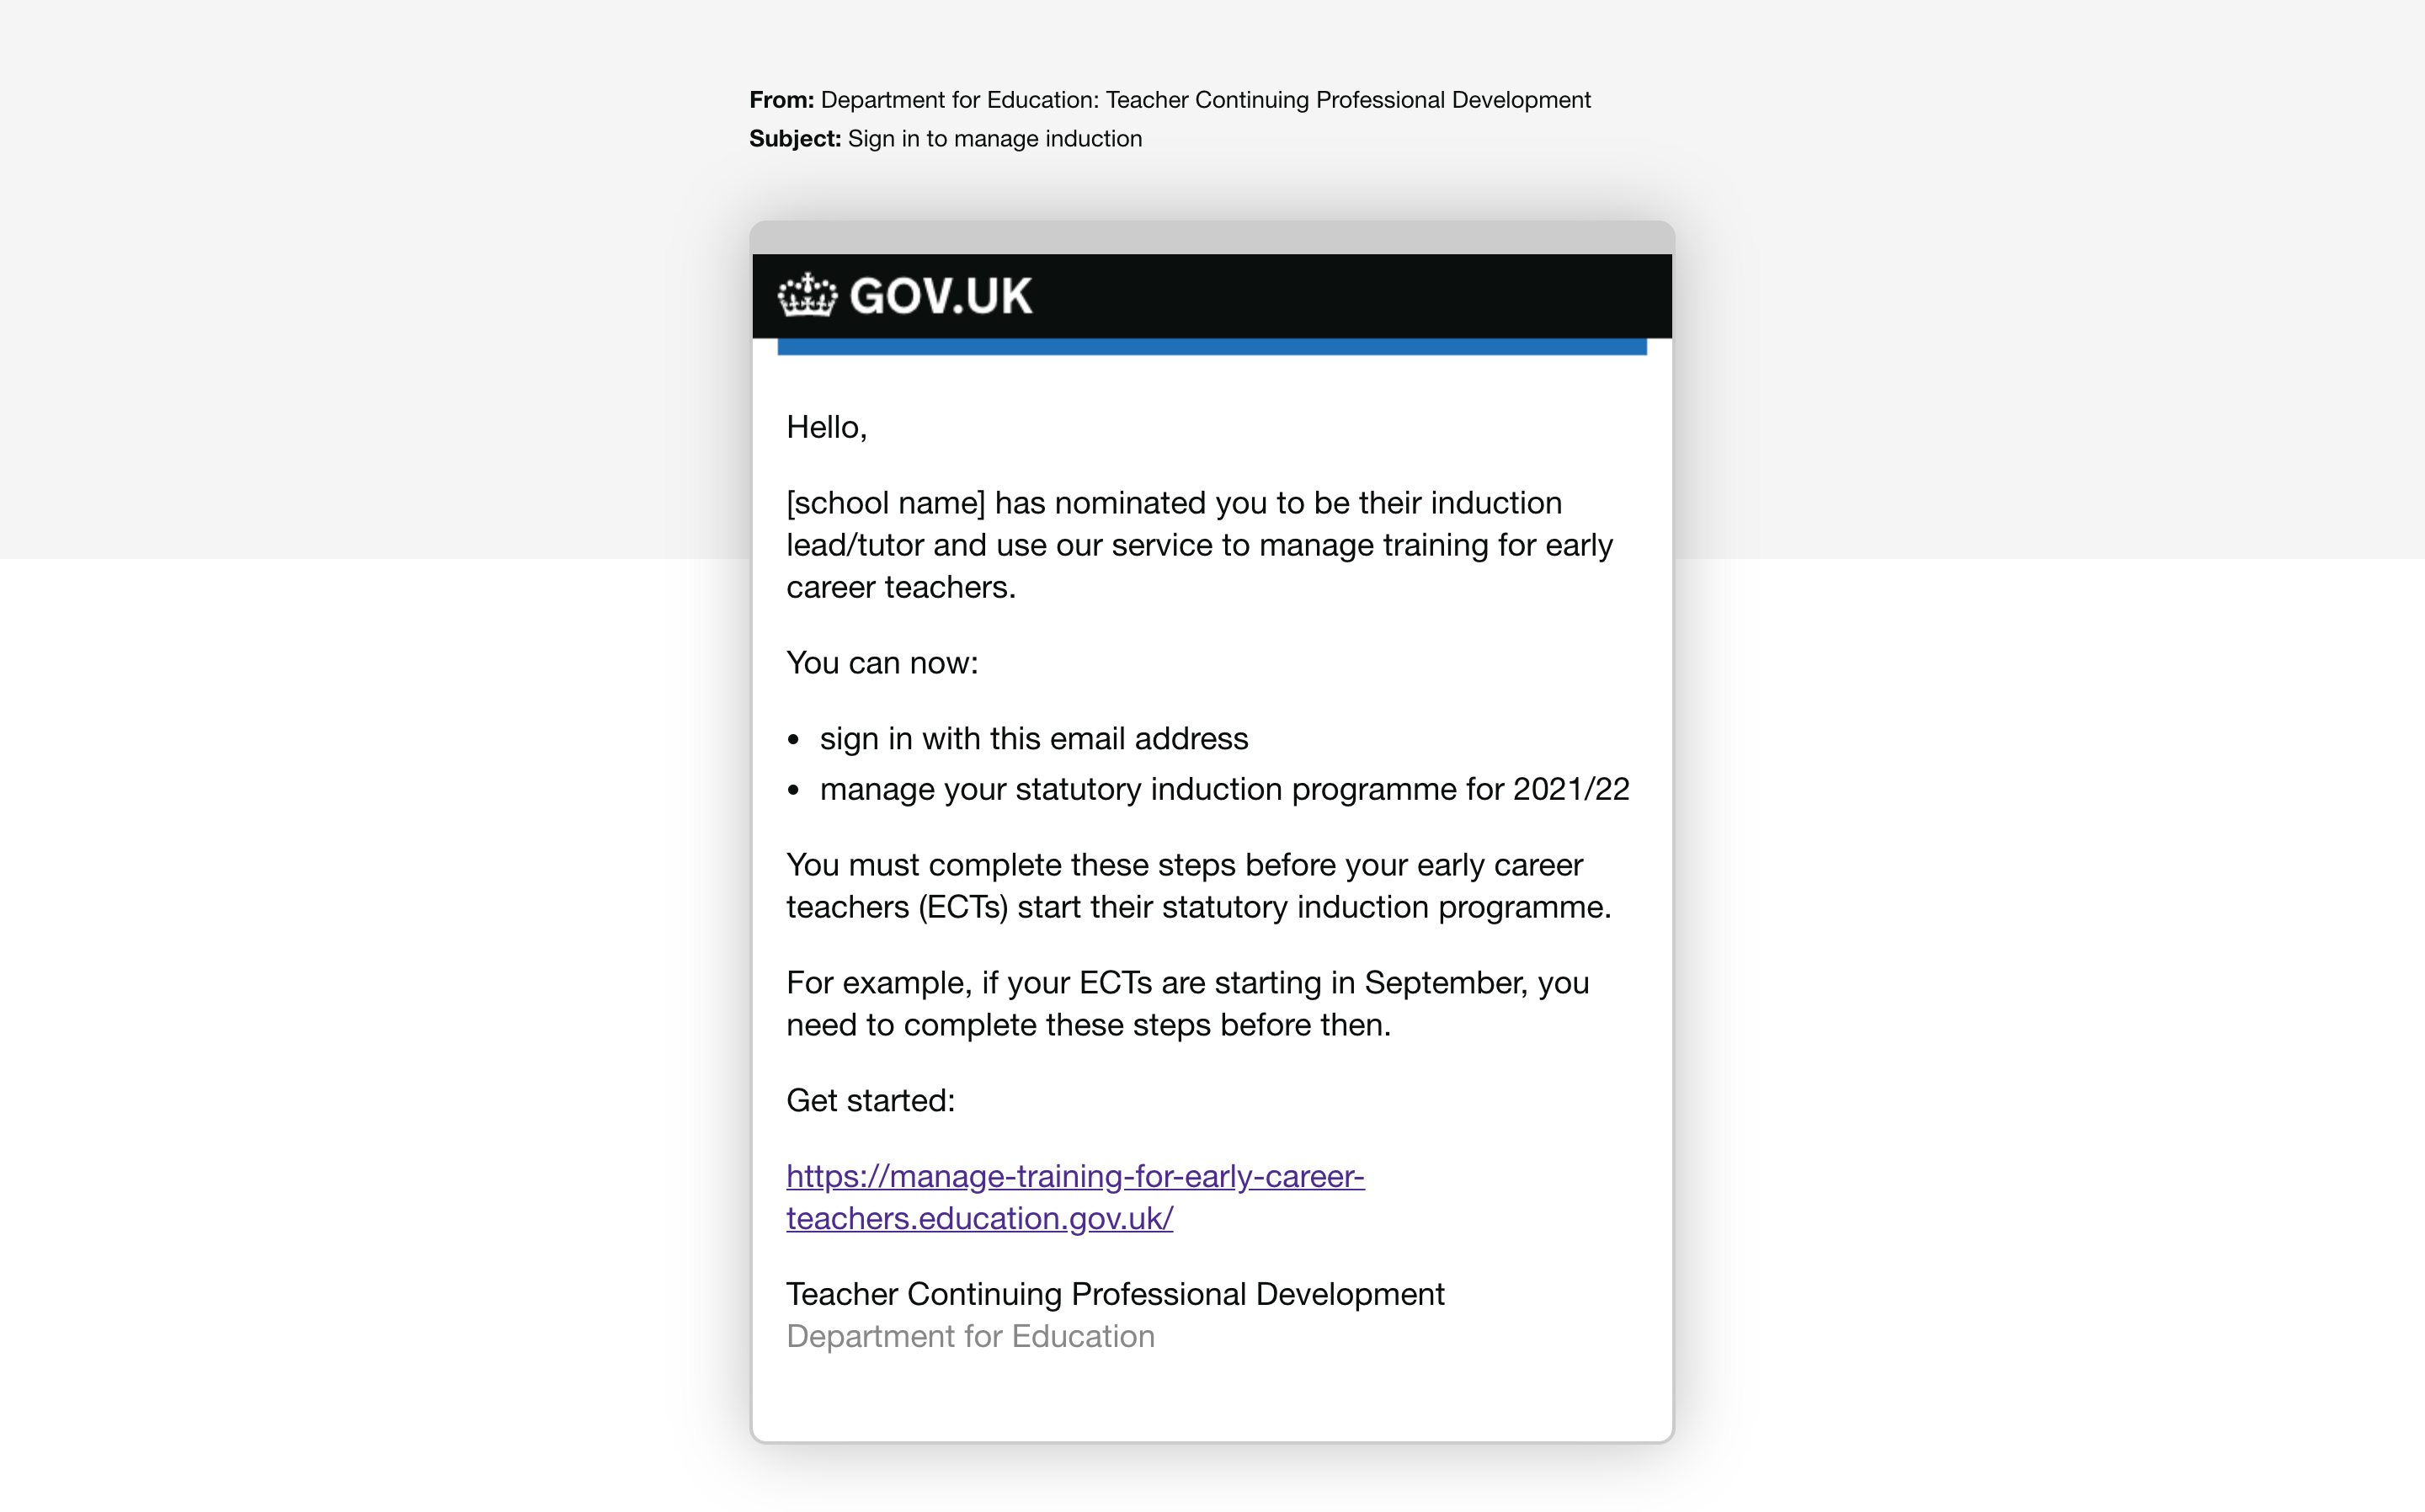 From: Department for Education: Teacher Continuing Professional Development
Subject: Sign in to manage induction
GOV.UK
Hello,
[school name] has nominated you to be their induction
lead/tutor and use our service to manage training for early
career teachers.
You can now:
• sign in with this email address
• manage your statutory induction programme for 2021/22
You must complete these steps before your early career
teachers (ECTs) start their statutory induction programme.
For example, if your ECTs are starting in September, you
need to complete these steps before then.
Get started:
https://manage-training-for-early-career-
teachers.education.gov.uk/
Teacher Continuing Professional Development
Department for Education